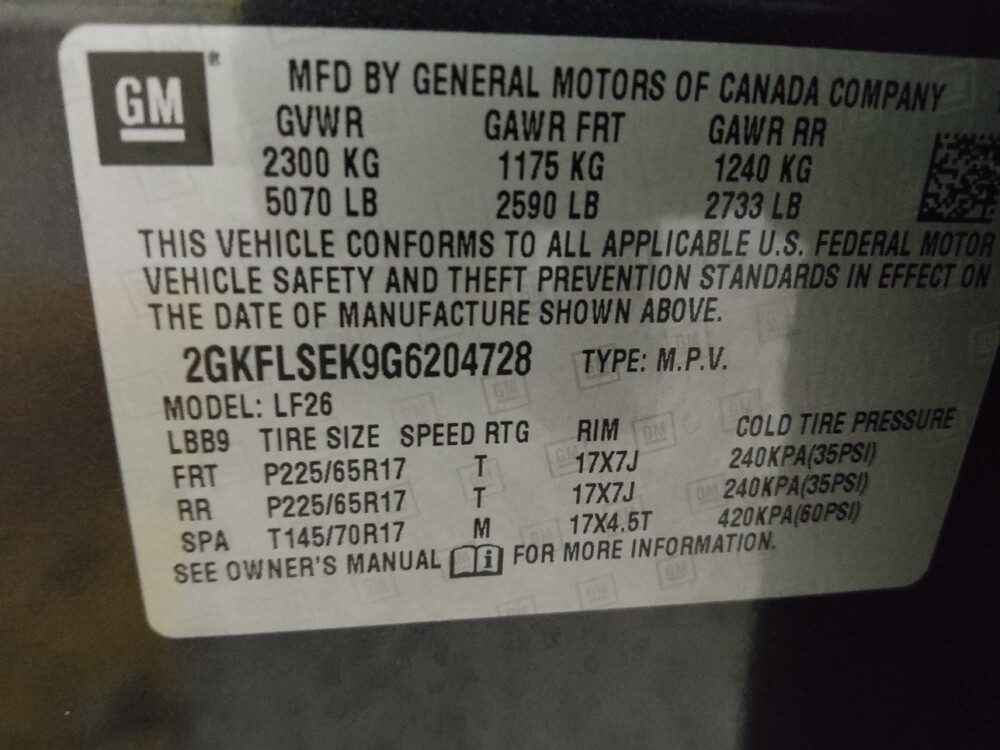 GM®
MFD BY GENERAL MOTORS OF CANADA COMPANY
GVWR GAWR FRT GAWR RR
2300 KG 1175 KG 1240 KG
5070 LB 2590 LB 2733 LB
THIS VEHICLE CONFORMS TO ALL APPLICABLE U.S. FEDERAL MOTOR
VEHICLE SAFETY AND THEFT PREVENTION STANDARDS IN EFFECT ON
THE DATE OF MANUFACTURE SHOWN ABOVE.
2GKFLSEK9G6204728 TYPE: M.P.V.
MODEL: LF26
LBB9 TIRE SIZE SPEED RTG RIM COLD TIRE PRESSURE
FRT P225/65R17 T 17X7J 240KPA(35PSI)
RR P225/65R17 T 17X7J 240KPA(35PSI)
SPA T145/70R17 M 17X4.5T 420KPA(60PSI)
SEE OWNER'S MANUAL i FOR MORE INFORMATION.